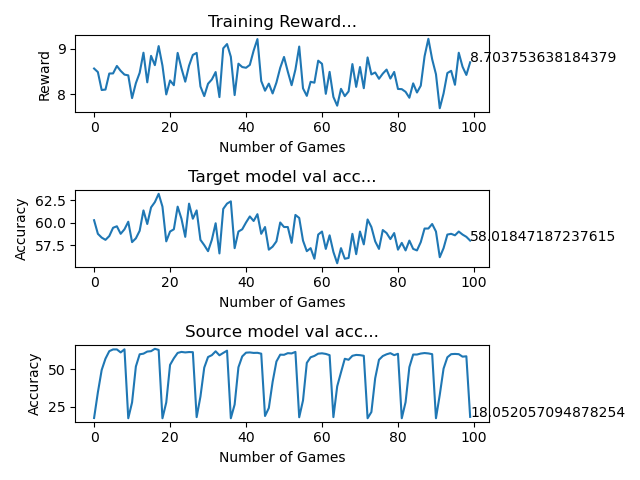 Training Reward...
9
8
Reward
8.703753638184379
0 20 40 60 80 100
Number of Games
Target model val acc...
62.5
60.0
57.5
Accuracy
58.01847187237615
0 20 40 60 80 100
Number of Games
Source model val acc...
50
25
Accuracy
18.052057094878254
0 20 40 60 80 100
Number of Games